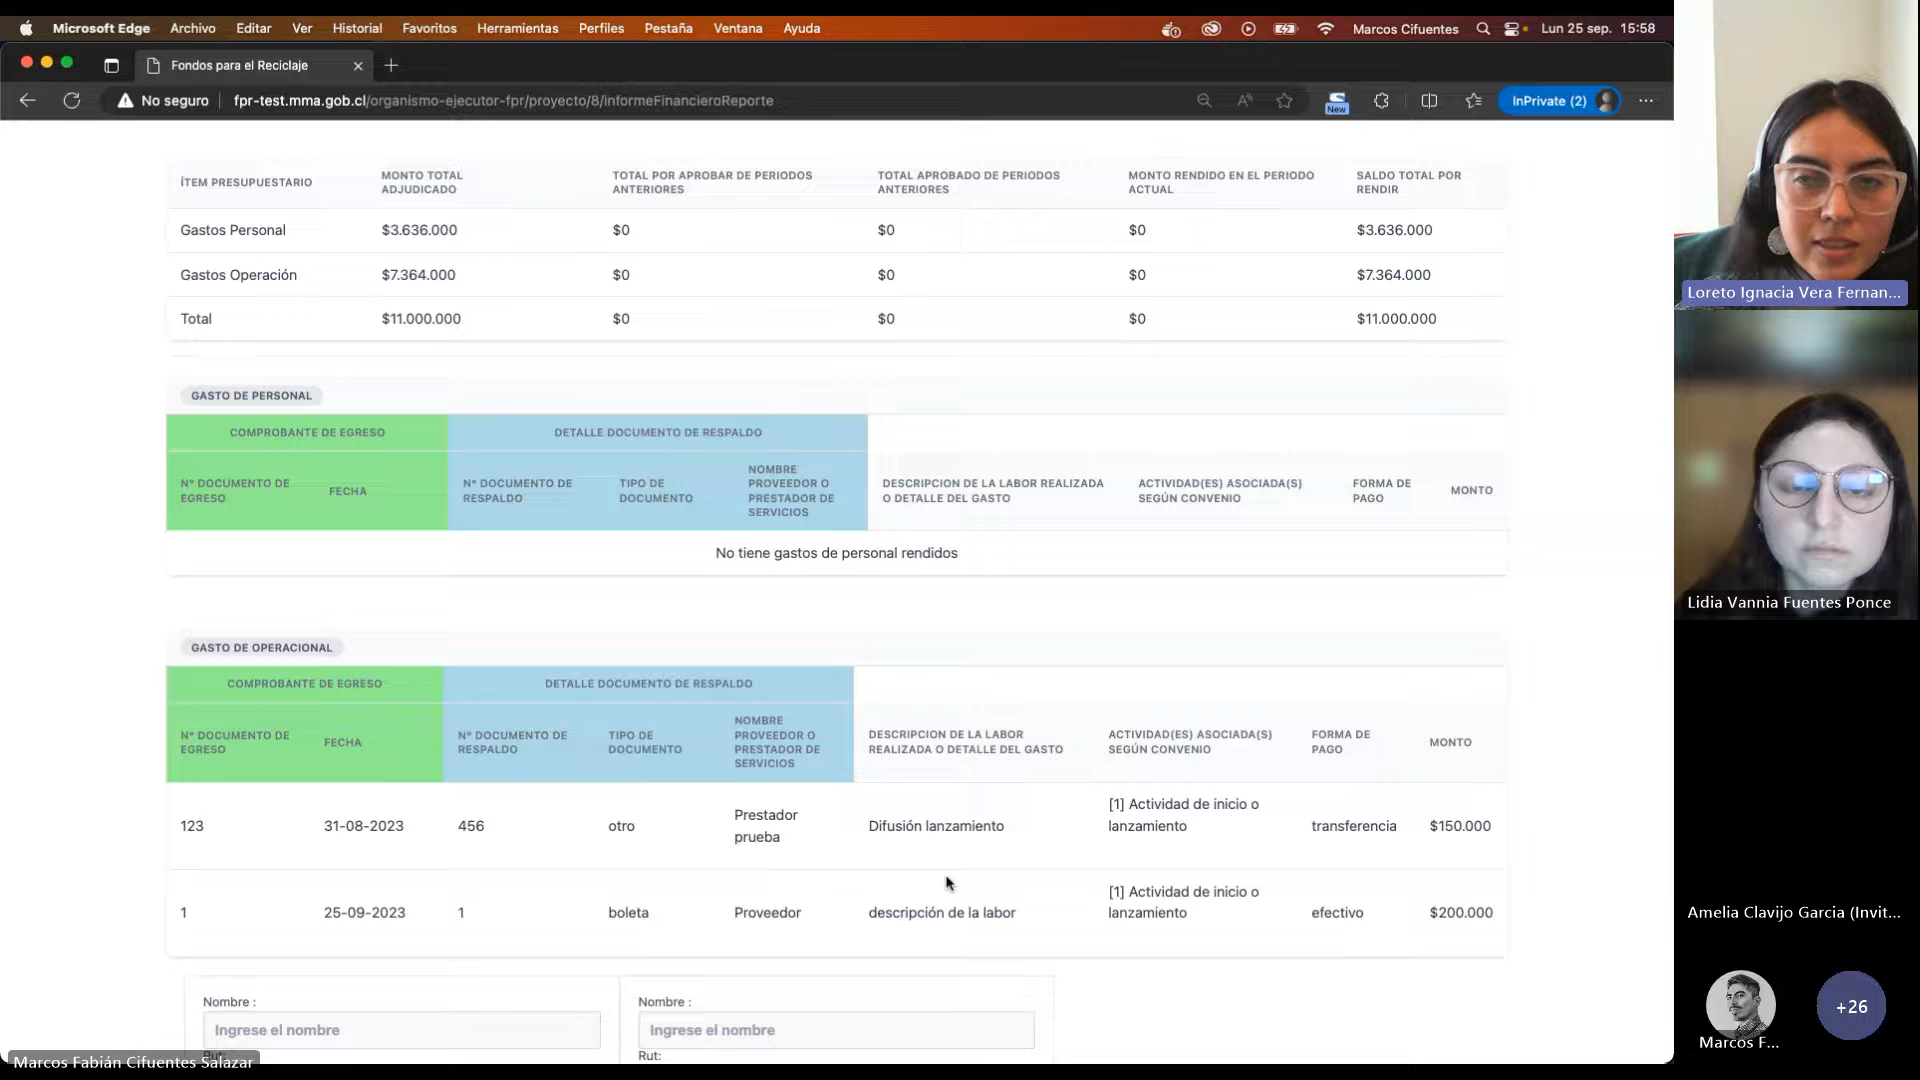 Microsoft Edge Archivo Editar Ver Historial Favoritos Herramientas Perfiles Pestaña Ventana Ayuda Marcos Cifuentes Lun 25 sep. 15:58
Fondos para el Reciclaje
No seguro fpr-test.mma.gob.cl/organismo-ejecutor-fpr/proyecto/8/informeFinancieroReporte New InPrivate (2)
ÍTEM PRESUPUESTARIO MONTO TOTAL ADJUDICADO TOTAL POR APROBAR DE PERIODOS ANTERIORES TOTAL APROBADO DE PERIODOS ANTERIORES MONTO RENDIDO EN EL PERIODO ACTUAL SALDO TOTAL POR RENDIR
Gastos Personal $3.636.000 $0 $0 $0 $3.636.000
Gastos Operación $7.364.000 $0 $0 $0 $7.364.000
Total $11.000.000 $0 $0 $0 $11.000.000
GASTO DE PERSONAL
COMPROBANTE DE EGRESO DETALLE DOCUMENTO DE RESPALDO
N° DOCUMENTO DE EGRESO FECHA N° DOCUMENTO DE RESPALDO TIPO DE DOCUMENTO NOMBRE PROVEEDOR O PRESTADOR DE SERVICIOS DESCRIPCION DE LA LABOR REALIZADA O DETALLE DEL GASTO ACTIVIDAD(ES) ASOCIADA(S) SEGÚN CONVENIO FORMA DE PAGO MONTO
No tiene gastos de personal rendidos
GASTO DE OPERACIONAL
COMPROBANTE DE EGRESO DETALLE DOCUMENTO DE RESPALDO
N° DOCUMENTO DE EGRESO FECHA N° DOCUMENTO DE RESPALDO TIPO DE DOCUMENTO NOMBRE PROVEEDOR O PRESTADOR DE SERVICIOS DESCRIPCION DE LA LABOR REALIZADA O DETALLE DEL GASTO ACTIVIDAD(ES) ASOCIADA(S) SEGÚN CONVENIO FORMA DE PAGO MONTO
123 31-08-2023 456 otro Prestador prueba Difusión lanzamiento [1] Actividad de inicio o lanzamiento transferencia $150.000
1 25-09-2023 1 boleta Proveedor descripción de la labor [1] Actividad de inicio o lanzamiento efectivo $200.000
Nombre : Nombre :
Ingrese el nombre Ingrese el nombre
Rut: Rut:
Marcos Fabián Cifuentes Salazar
Loreto Ignacia Vera Fernan...
Lidia Vannia Fuentes Ponce
Amelia Clavijo Garcia (Invit...
Marcos F...
+26